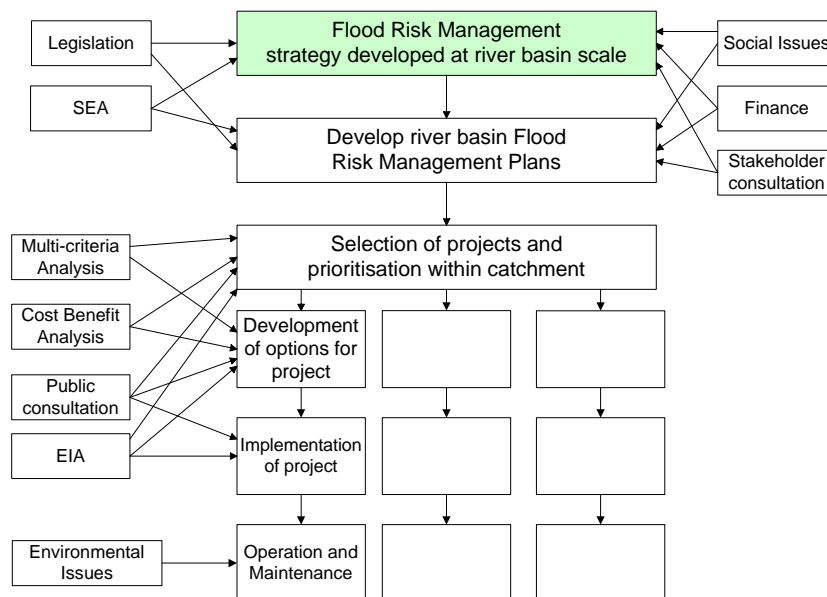 Flood Risk Management
strategy developed at river basin scale
Legislation
SEA
Social Issues
Finance
Stakeholder
consultation
Develop river basin Flood
Risk Management Plans
Selection of projects and
prioritisation within catchment
Multi-criteria
Analysis
Cost Benefit
Analysis
Public
consultation
EIA
Development
of options for
project
Implementation
of project
Environmental
Issues
Operation and
Maintenance